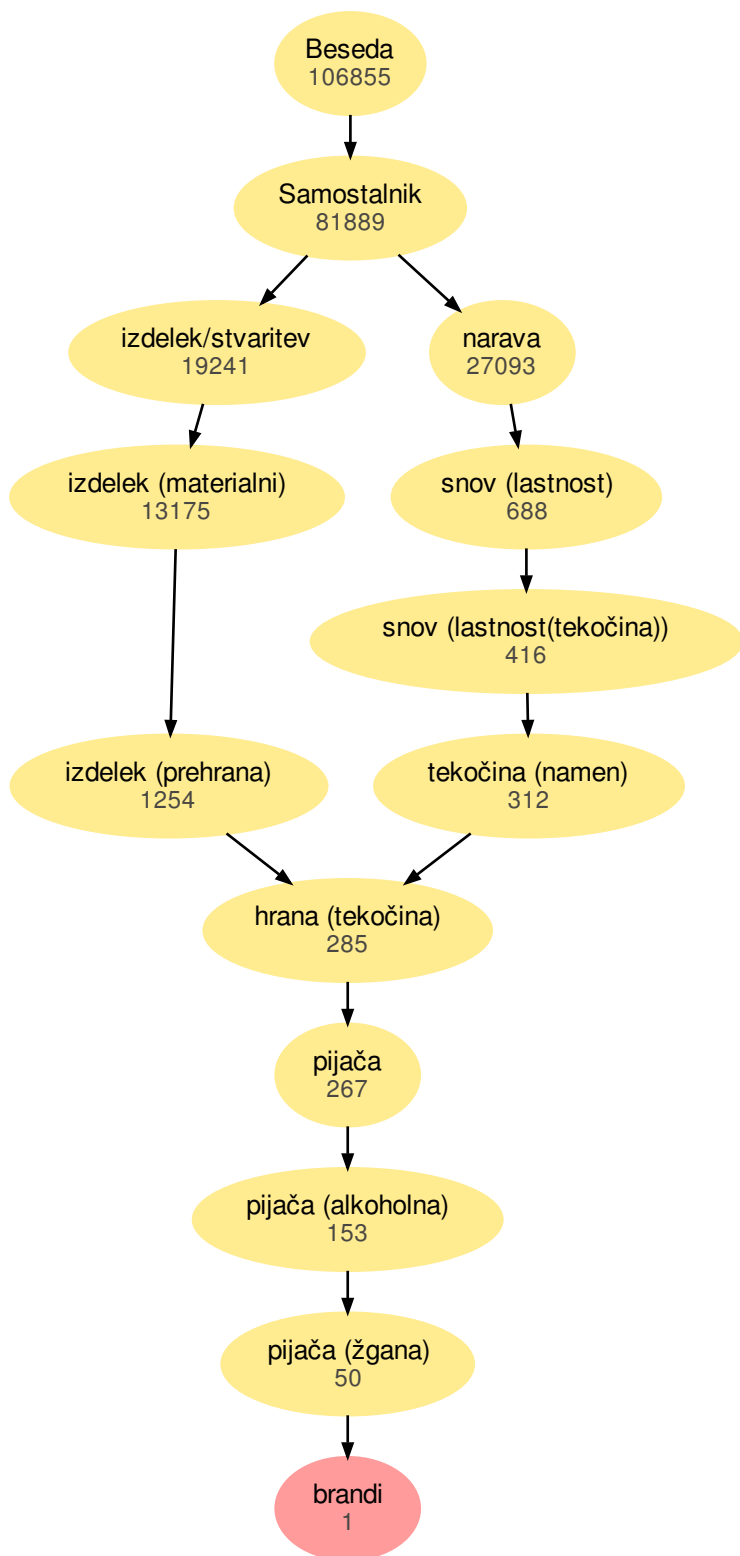 Beseda
106855
Samostalnik
81889
izdelek/stvaritev
19241
narava
27093
izdelek (materialni)
13175
snov (lastnost)
688
snov (lastnost(tekočina))
416
izdelek (prehrana)
1254
tekočina (namen)
312
hrana (tekočina)
285
pijača
267
pijača (alkoholna)
153
pijača (žgana)
50
brandi
1